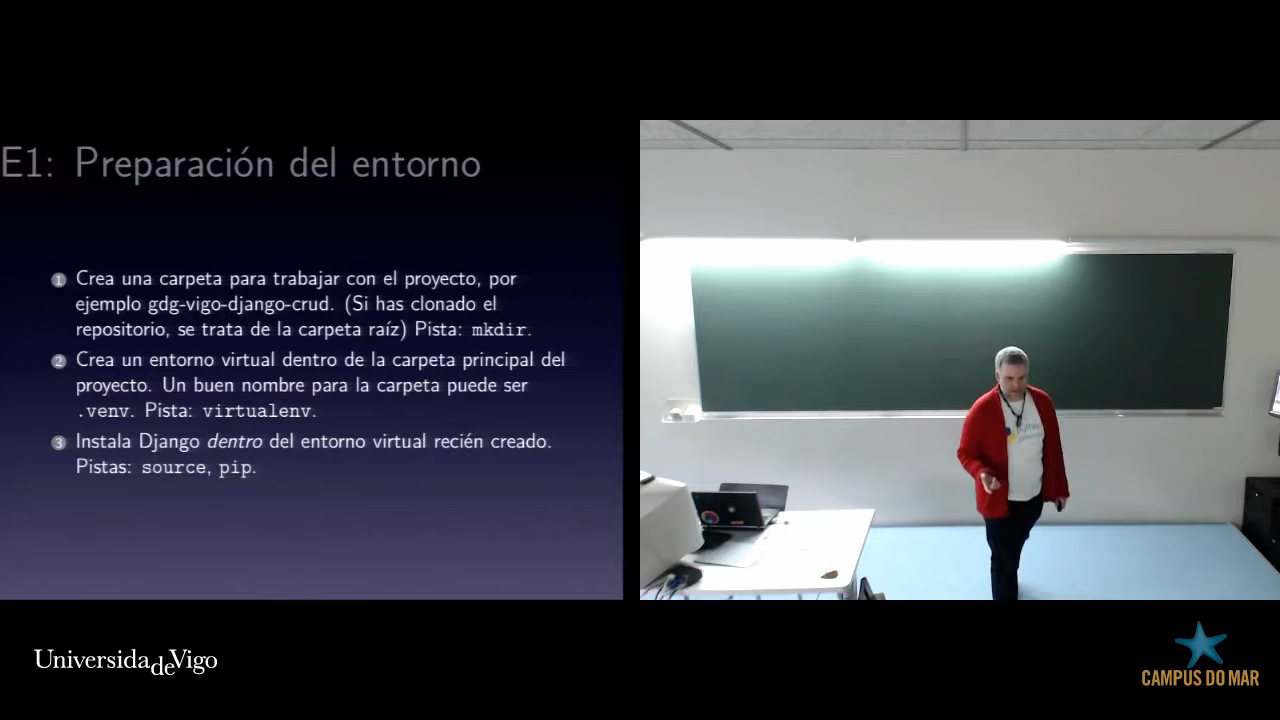 E1: Preparación del entorno
1 Crea una carpeta para trabajar con el proyecto, por
ejemplo gdg-vigo-django-crud. (Si has clonado el
repositorio, se trata de la carpeta raíz) Pista: mkdir.
2 Crea un entorno virtual dentro de la carpeta principal del
proyecto. Un buen nombre para la carpeta puede ser
.venv. Pista: virtualenv.
3 Instala Django dentro del entorno virtual recién creado.
Pistas: source, pip.
python
UniversidadeVigo
CAMPUS DO MAR